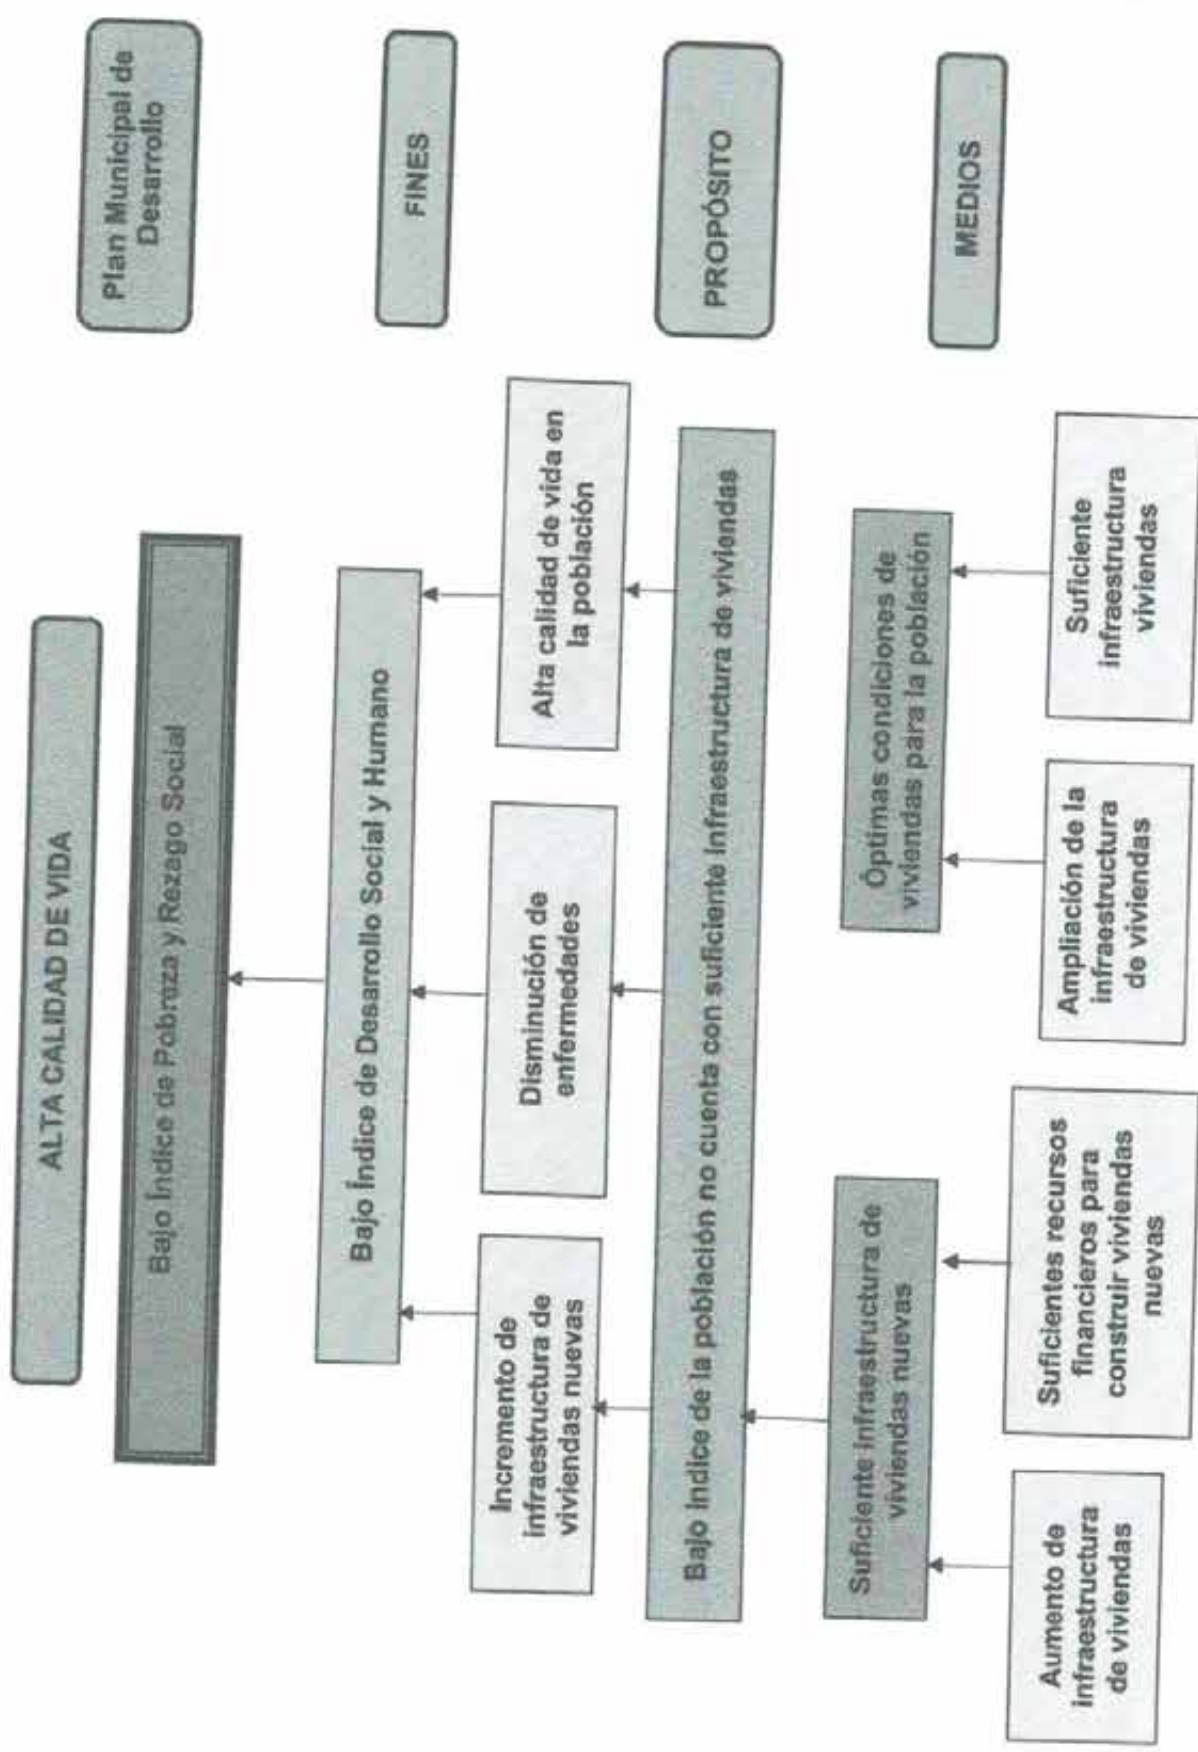 ALTA CALIDAD DE VIDA
Plan Municipal de
Desarrollo
Bajo Índice de Pobreza y Rezago Social
Bajo Índice de Desarrollo Social y Humano
FINES
Incremento de
infraestructura de
viviendas nuevas
Disminución de
enfermedades
Alta calidad de vida en
la población
Bajo Indice de la población no cuenta con suficiente Infraestructura de viviendas
PROPÓSITO
Suficiente infraestructura de
viviendas nuevas
Óptimas condiciones de
viviendas para la población
MEDIOS
Aumento de
infraestructura
de viviendas
Suficientes recursos
financieros para
construir viviendas
nuevas
Ampliación de la
infraestructura
de viviendas
Suficiente
infraestructura
viviendas